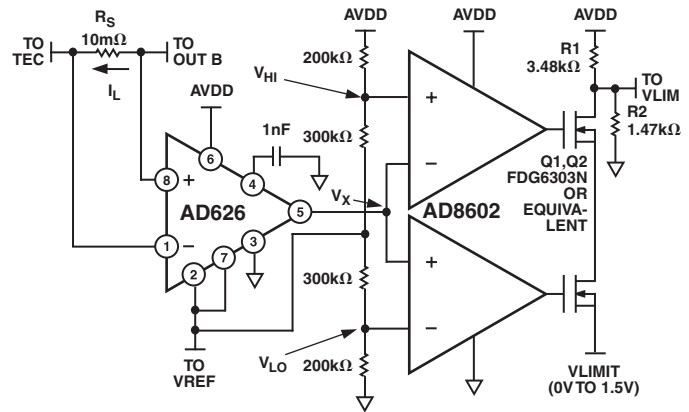 RS
10mΩ
TO
TEC
TO
OUT B
IL
AVDD
1nF
8
+
6
4
AD626
5
1
−
2
7
3
TO
VREF
AVDD
200kΩ
VHI
300kΩ
VX
300kΩ
VLO
200kΩ
AVDD
+
−
AD8602
+
−
AVDD
R1
3.48kΩ
TO
VLIM
R2
1.47kΩ
Q1,Q2
FDG6303N
OR
EQUIVA-
LENT
VLIMIT
(0V TO 1.5V)